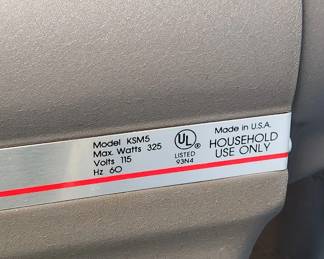 Model KSM5
Max. Watts 325
Volts 115
Hz 60
UL
LISTED
93N4
Made in U.S.A.
HOUSEHOLD
USE ONLY